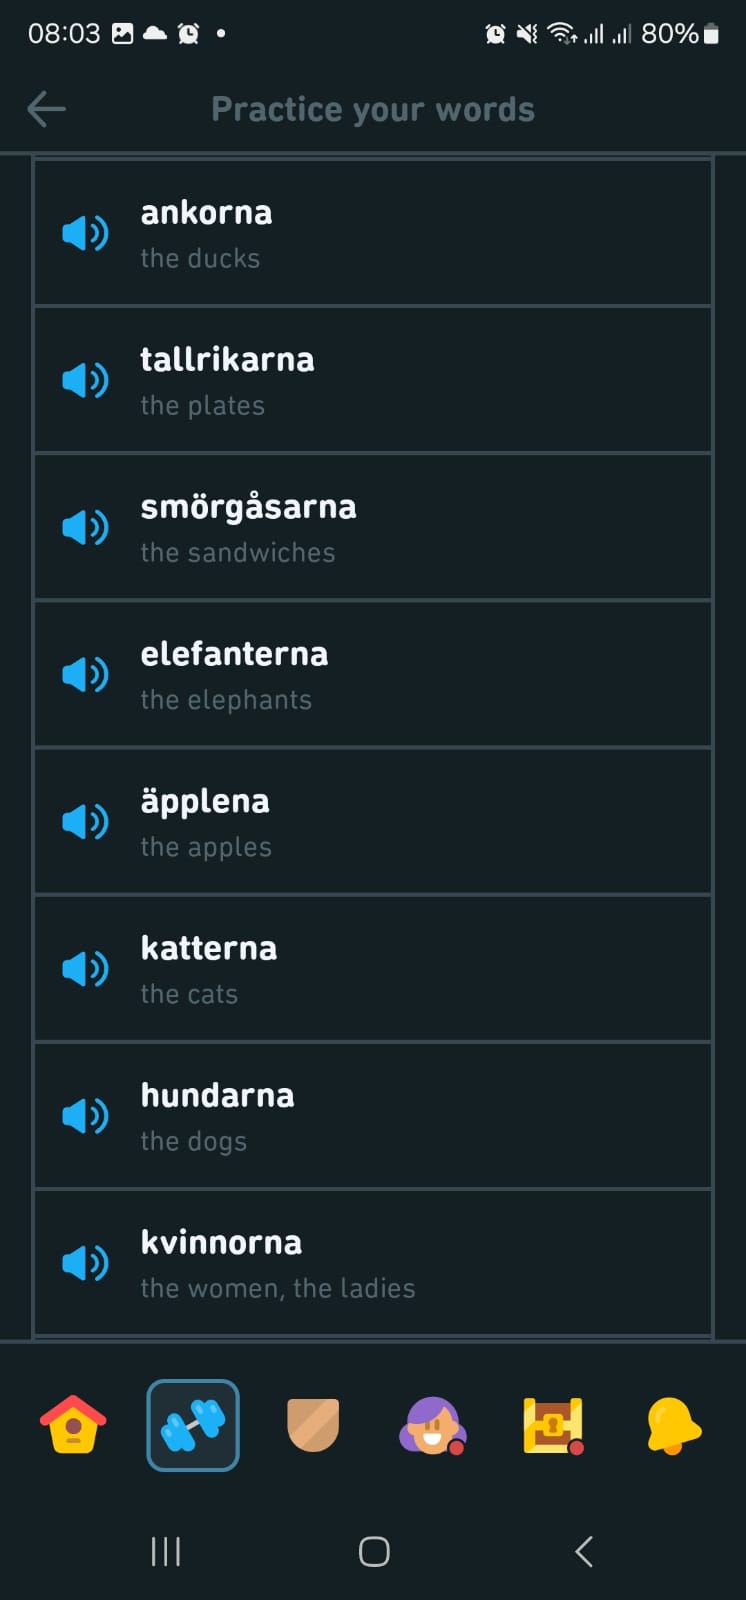 08:03
80%
Practice your words
ankorna
the ducks
tallrikarna
the plates
smörgåsarna
the sandwiches
elefanterna
the elephants
äpplena
the apples
katterna
the cats
hundarna
the dogs
kvinnorna
the women, the ladies